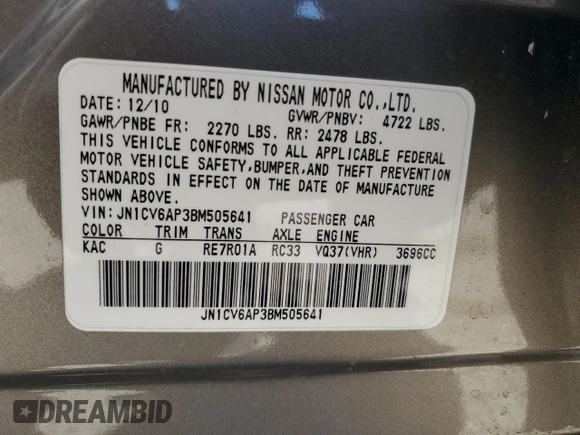 MANUFACTURED BY NISSAN MOTOR CO.,LTD.
DATE: 12/10 GVWR/PNBV: 4722 LBS.
GAWR/PNBE FR: 2270 LBS. RR: 2478 LBS.
THIS VEHICLE CONFORMS TO ALL APPLICABLE FEDERAL
MOTOR VEHICLE SAFETY,BUMPER,AND THEFT PREVENTION
STANDARDS IN EFFECT ON THE DATE OF MANUFACTURE
SHOWN ABOVE.
VIN:JN1CV6AP3BM505641 PASSENGER CAR
COLOR TRIM TRANS AXLE ENGINE
KAC G RE7R01A RC33 VQ37(VHR) 3696CC
JN1CV6AP3BM505641
DREAMBID